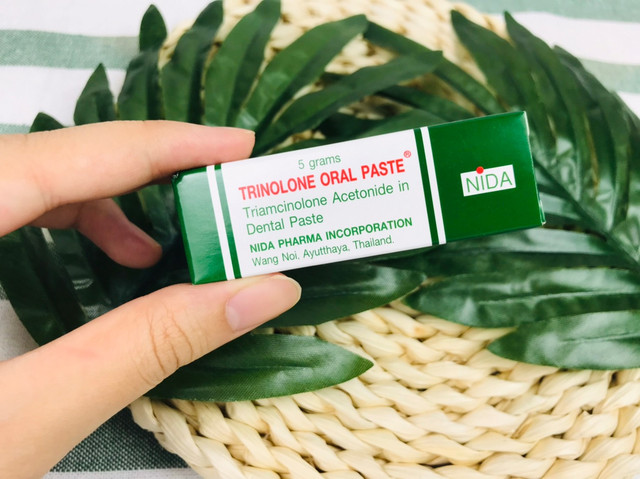 5 grams
TRINOLONE ORAL PASTE®
Triamcinolone Acetonide in
Dental Paste
NIDA PHARMA INCORPORATION
Wang Noi. Ayutthaya, Thailand.
NIDA